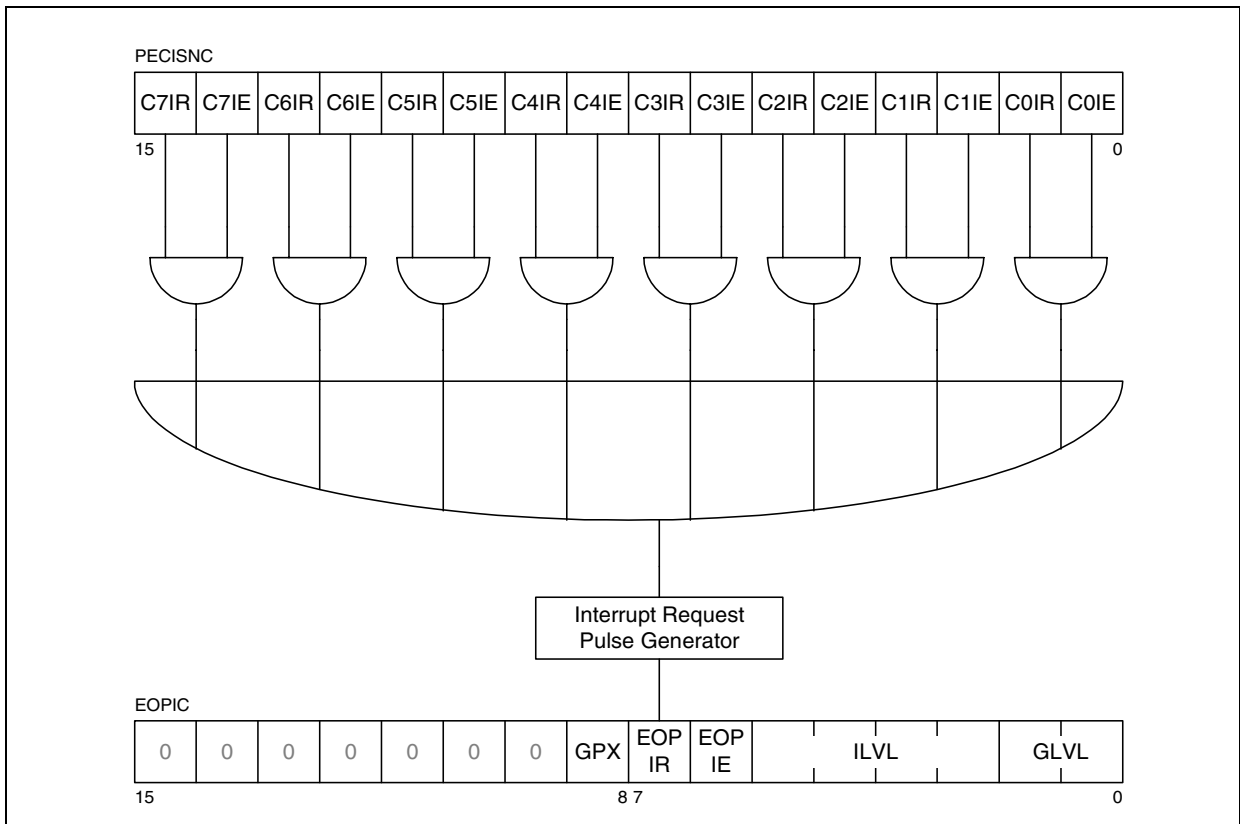 PECISNC
C7IR C7IE C6IR C6IE C5IR C5IE C4IR C4IE C3IR C3IE C2IR C2IE C1IR C1IE C0IR C0IE
15 0
Interrupt Request
Pulse Generator
EOPIC
0 0 0 0 0 0 0 GPX EOP IR EOP IE ILVL GLVL
15 8 7 0